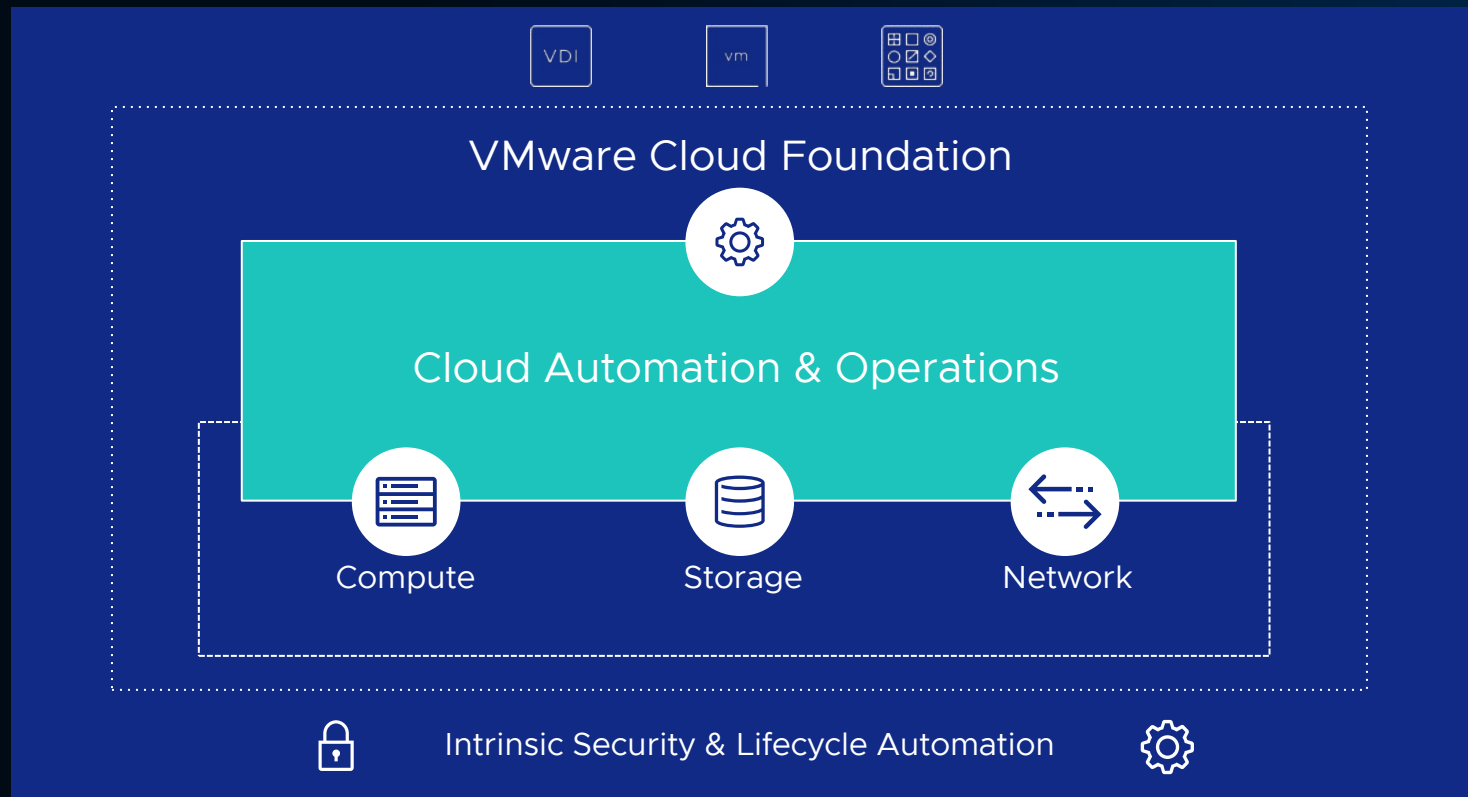 VDI
vm
VMware Cloud Foundation
Cloud Automation & Operations
Compute
Storage
Network
Intrinsic Security & Lifecycle Automation